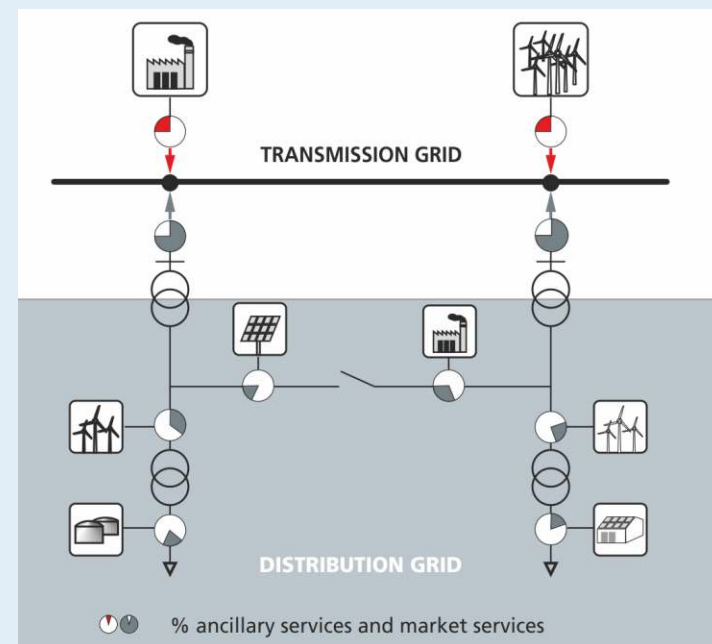 TRANSMISSION GRID
DISTRIBUTION GRID
% ancillary services and market services